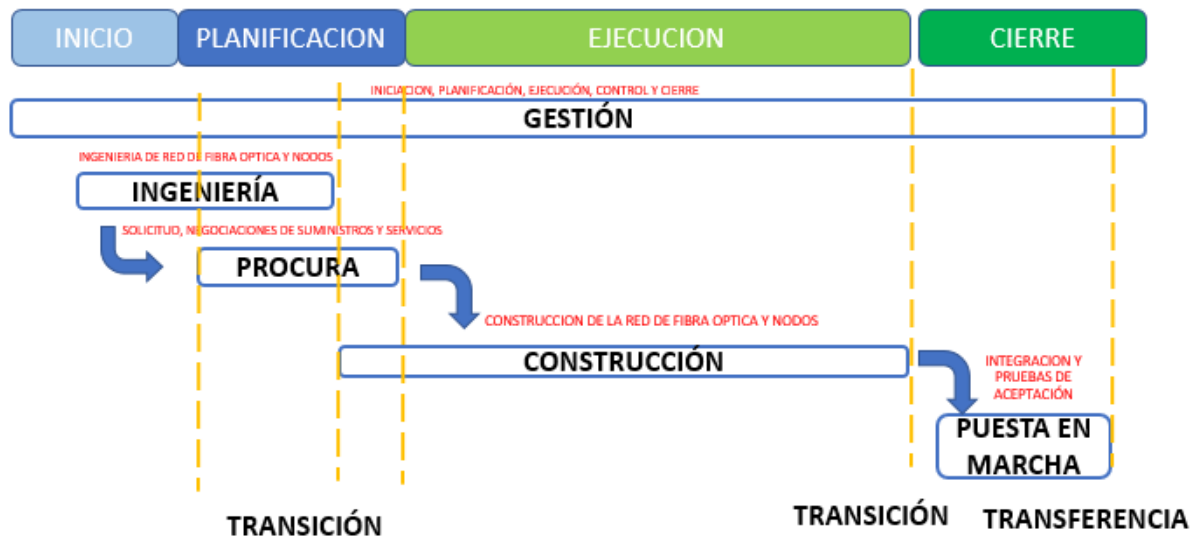 INICIO
PLANIFICACION
EJECUCION
CIERRE
INICIACION, PLANIFICACIÓN, EJECUCIÓN, CONTROL Y CIERRE
GESTIÓN
INGENIERIA DE RED DE FIBRA OPTICA Y NODOS
INGENIERÍA
SOLICITUD, NEGOCIACIONES DE SUMINISTROS Y SERVICIOS
PROCURA
CONSTRUCCION DE LA RED DE FIBRA OPTICA Y NODOS
CONSTRUCCIÓN
INTEGRACION Y
PRUEBAS DE
ACEPTACIÓN
PUESTA EN
MARCHA
TRANSICIÓN
TRANSICIÓN
TRANSFERENCIA